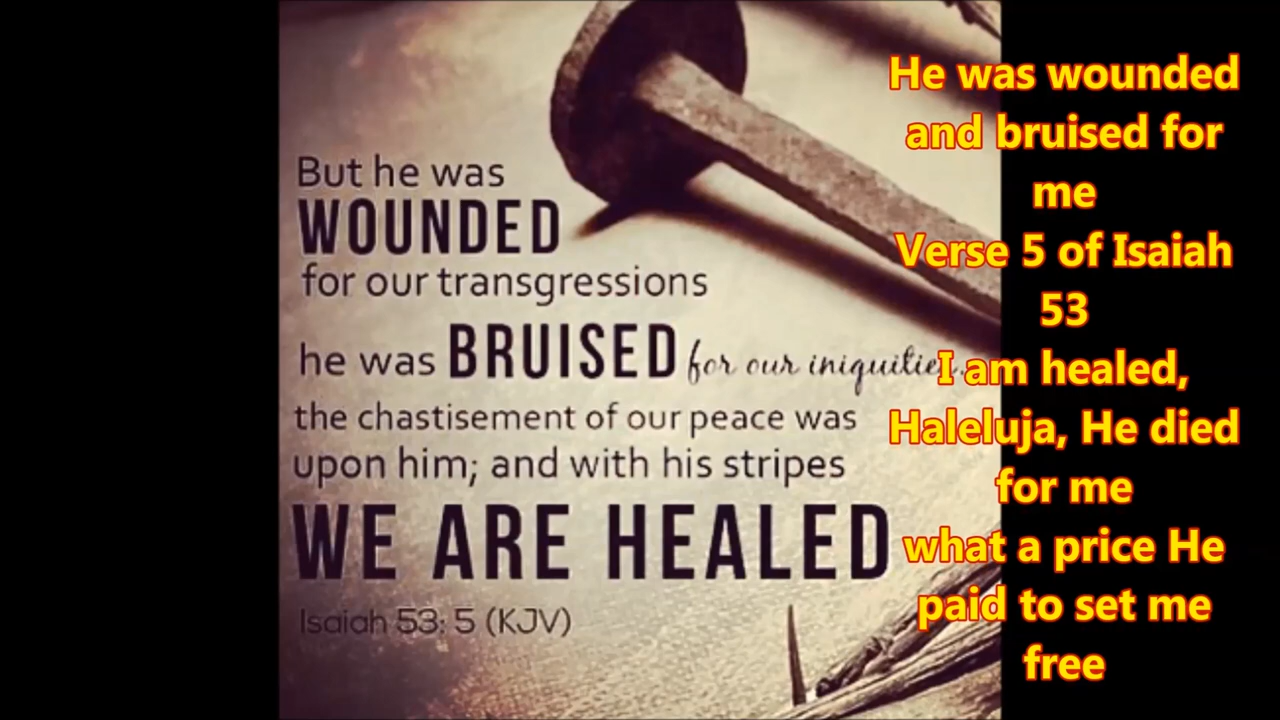 But he was
WOUNDED
for our transgressions
he was BRUISED for our iniquities.
the chastisement of our peace was
upon him; and with his stripes
WE ARE HEALED
Isaiah 53: 5 (KJV)
He was wounded
and bruised for
me
Verse 5 of Isaiah
53
I am healed,
Haleluja, He died
for me
what a price He
paid to set me
free